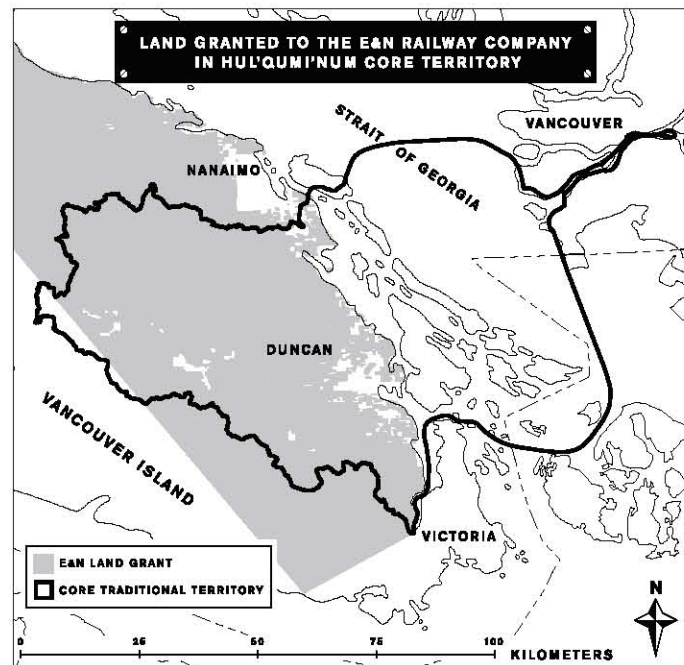 LAND GRANTED TO THE E&N RAILWAY COMPANY
IN HUL'QUMI'NUM CORE TERRITORY
STRAIT OF GEORGIA
VANCOUVER
NANAIMO
DUNCAN
VANCOUVER ISLAND
VICTORIA
E&N LAND GRANT
CORE TRADITIONAL TERRITORY
N
0 25 50 75 100 KILOMETERS